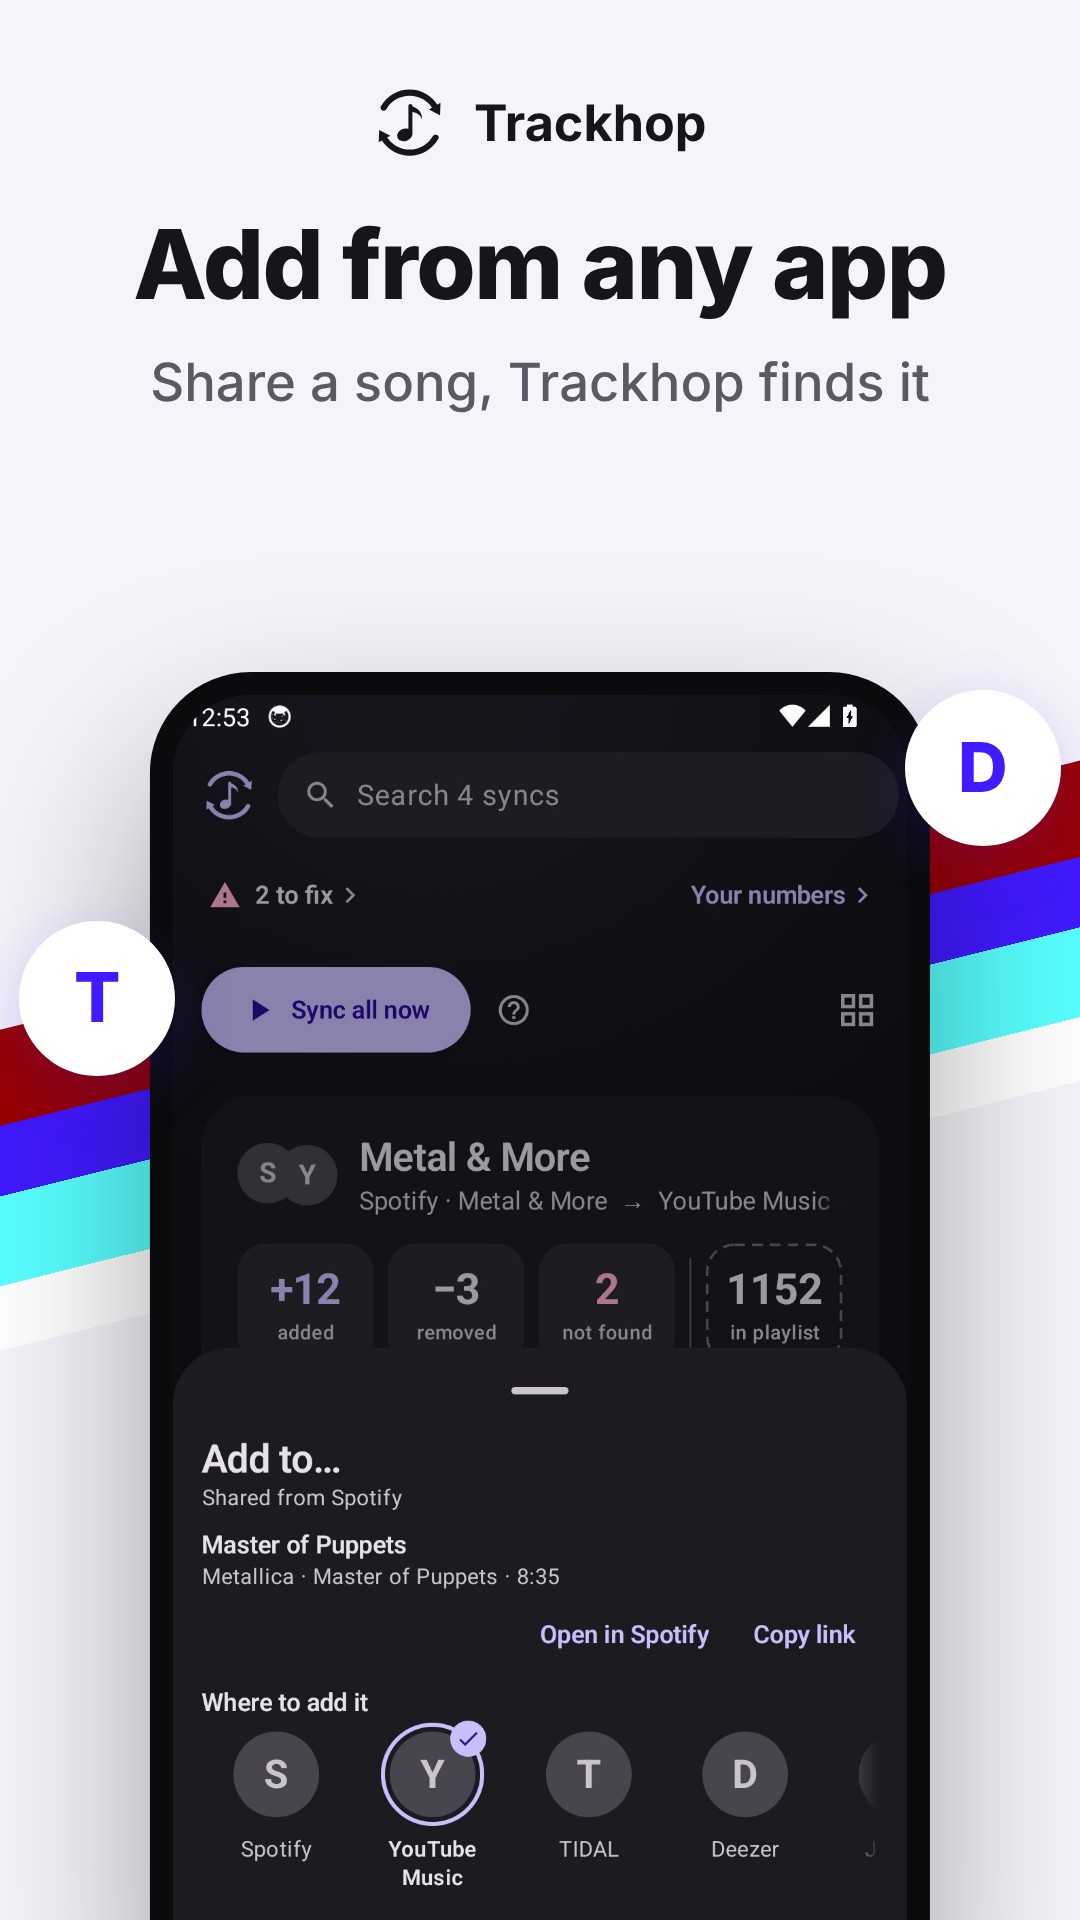 Trackhop
Add from any app
Share a song, Trackhop finds it
12:53
D
Search 4 syncs
2 to fix
Your numbers
T
Sync all now
S Y
Metal & More
Spotify · Metal & More → YouTube Music
+12
−3
2
1152
added
removed
not found
in playlist
Add to...
Shared from Spotify
Master of Puppets
Metallica · Master of Puppets · 8:35
Open in Spotify
Copy link
Where to add it
S
Y
T
D
Spotify
YouTube
Music
TIDAL
Deezer
J